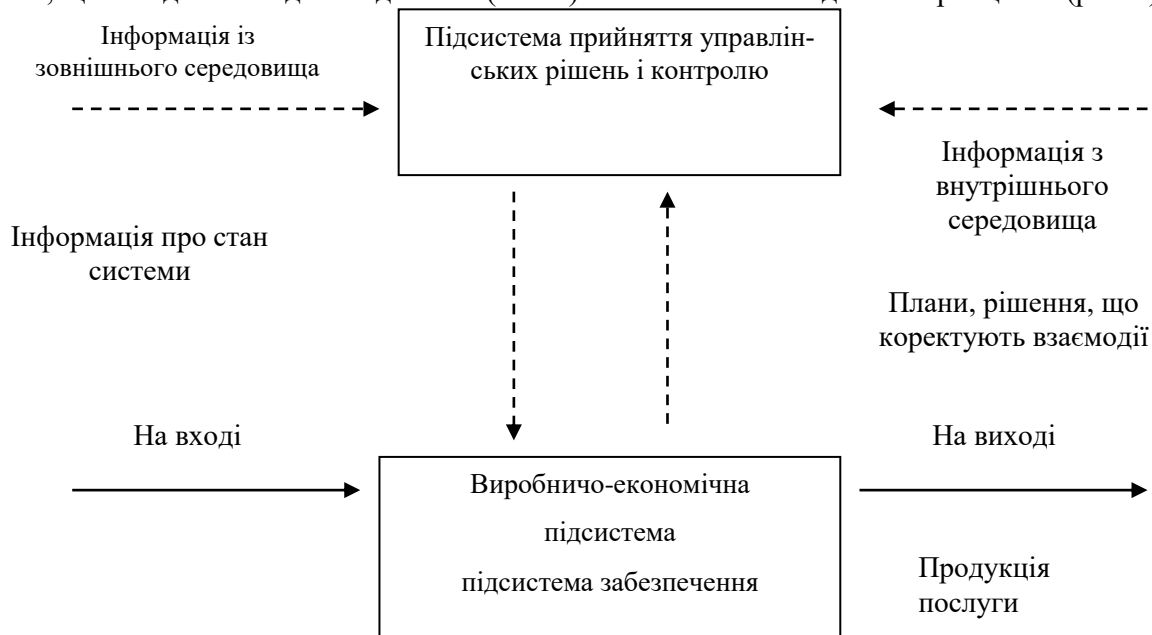 Інформація із
зовнішнього середовища
Підсистема прийняття управлін-
ських рішень і контролю
Інформація з
внутрішнього
середовища
Інформація про стан
системи
Плани, рішення, що
коректують взаємодії
На вході
На виході
Виробничо-економічна
підсистема
підсистема забезпечення
Продукція
послуги